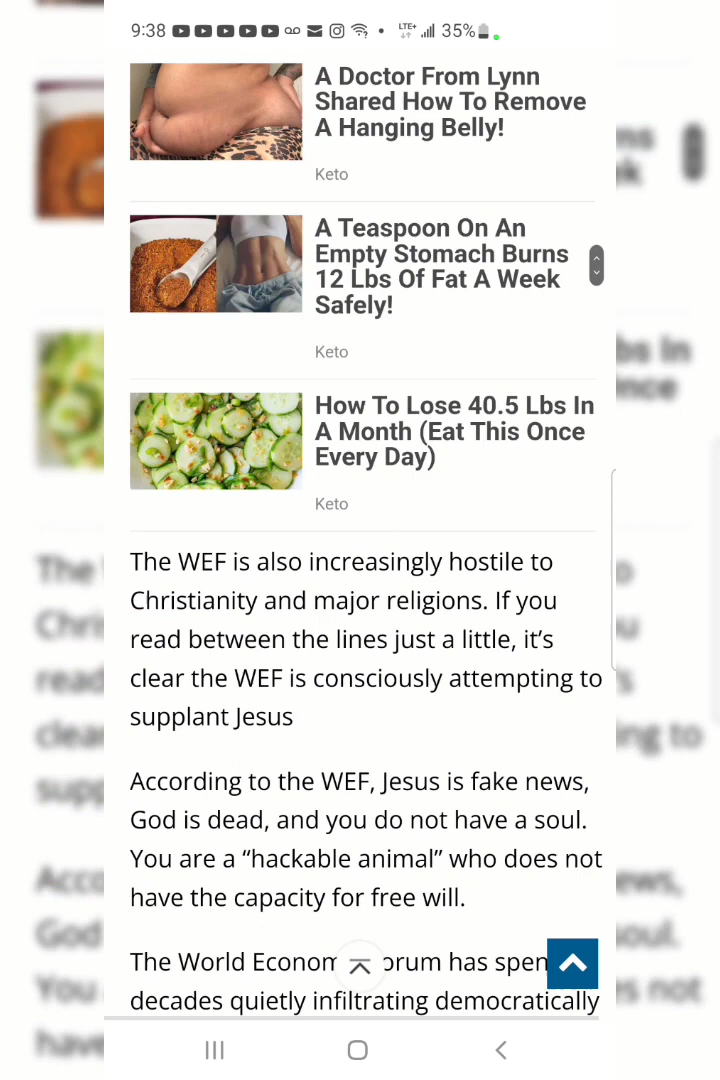 9:38 LTE+ 35%
A Doctor From Lynn
Shared How To Remove
A Hanging Belly!
Keto
A Teaspoon On An
Empty Stomach Burns
12 Lbs Of Fat A Week
Safely!
Keto
How To Lose 40.5 Lbs In
A Month (Eat This Once
Every Day)
Keto
The WEF is also increasingly hostile to
Christianity and major religions. If you
read between the lines just a little, it’s
clear the WEF is consciously attempting to
supplant Jesus
According to the WEF, Jesus is fake news,
God is dead, and you do not have a soul.
You are a “hackable animal” who does not
have the capacity for free will.
The World Econom orum has spen
decades quietly infiltrating democratically